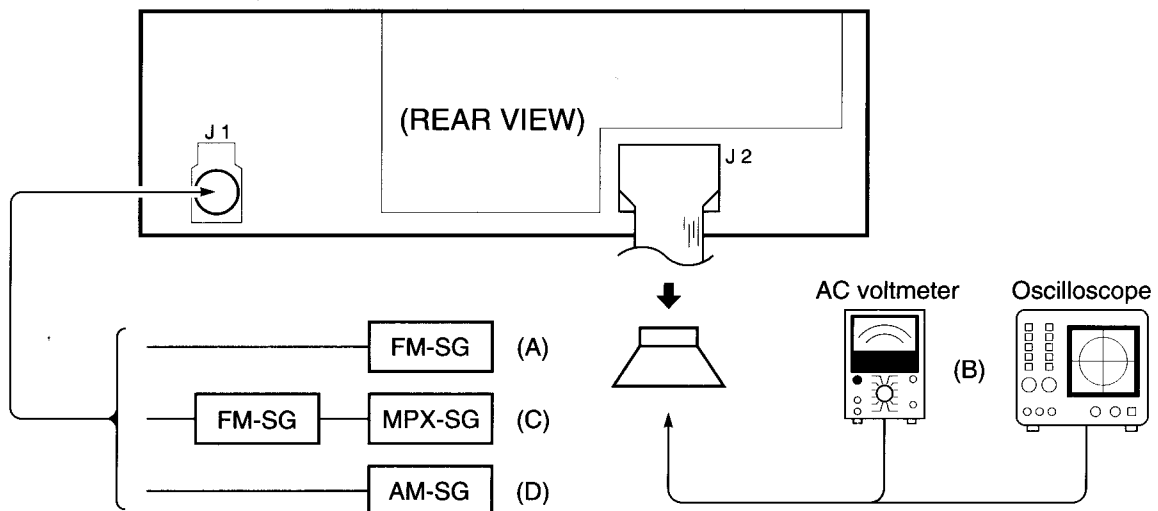 (REAR VIEW)
J 1
J 2
AC voltmeter
Oscilloscope
FM-SG
(A)
(B)
FM-SG
MPX-SG
(C)
AM-SG
(D)